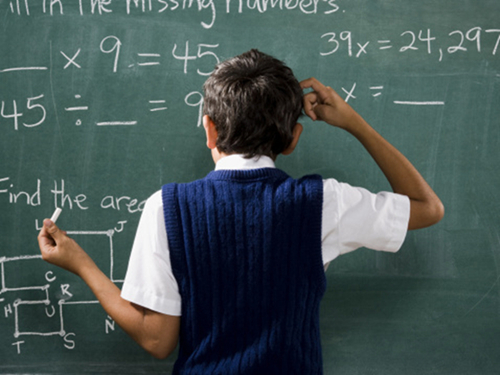 ill in the missing numbers.
___ × 9 = 45
39x = 24,297
45 ÷ ___ = 9
x = ___
Find the area
J
C
H
R
U
T
S
Ñ